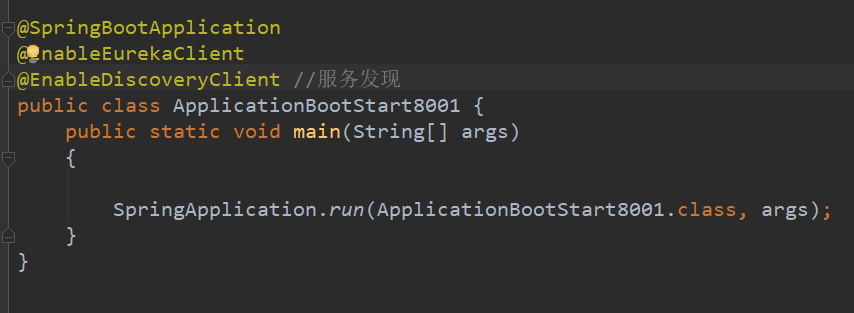 @SpringBootApplication
@EnableEurekaClient
@EnableDiscoveryClient //服务发现
public class ApplicationBootStart8001 {
public static void main(String[] args)
{
SpringApplication.run(ApplicationBootStart8001.class, args);
}
}